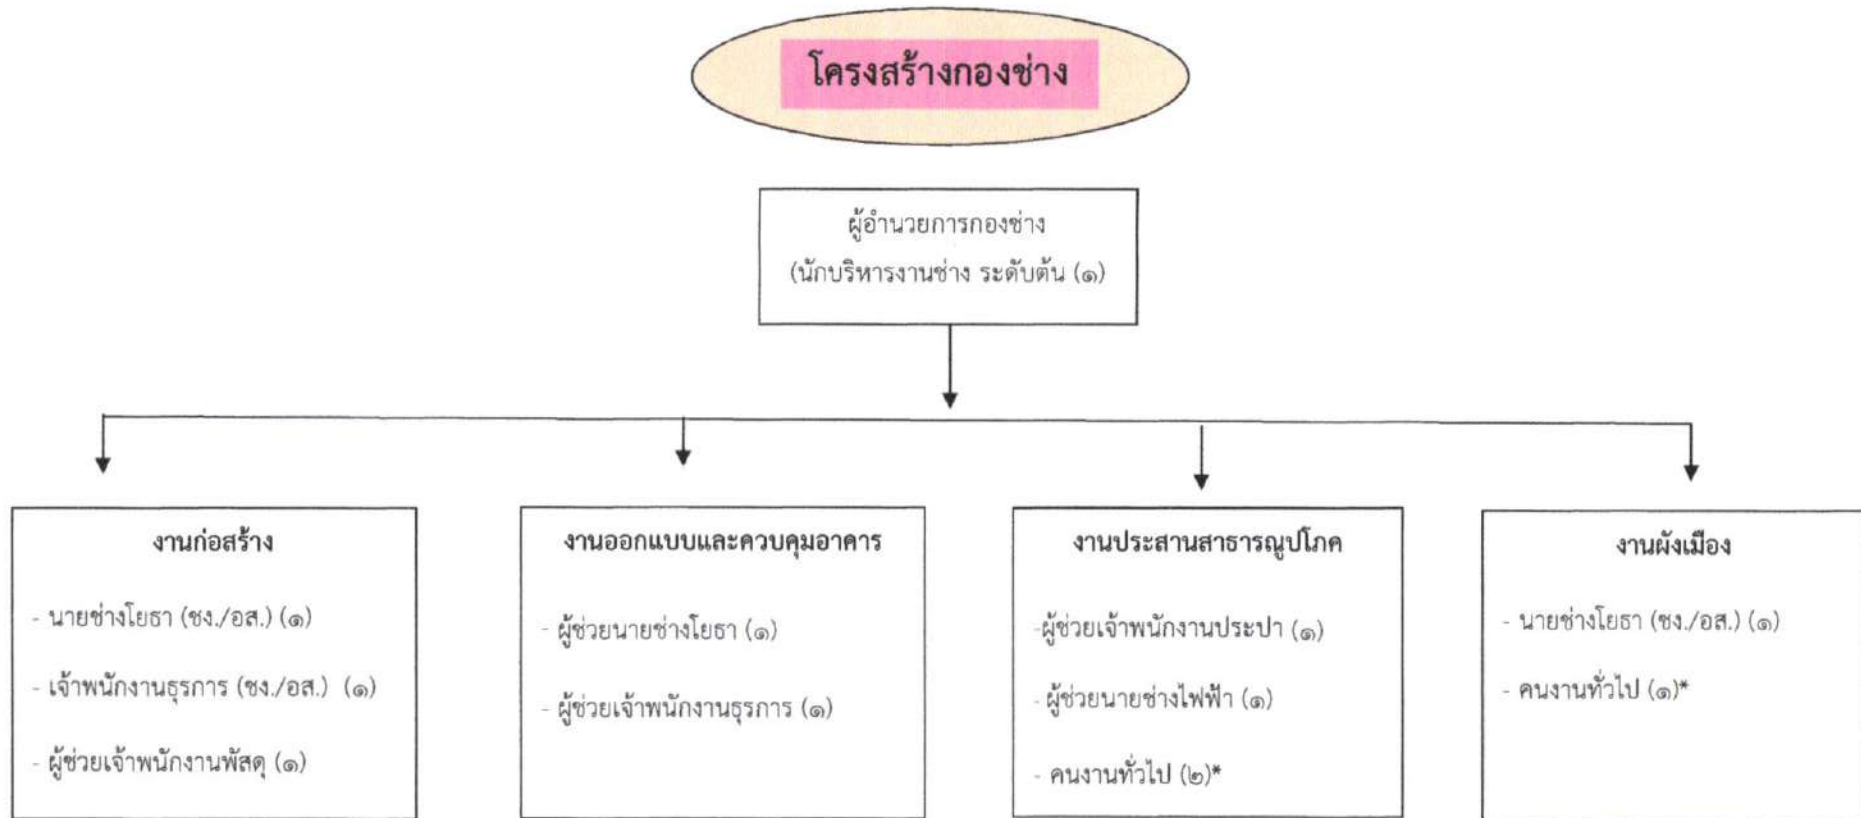 โครงสร้างกองช่าง
ผู้อำนวยการกองช่าง
(นักบริหารงานช่าง ระดับต้น (๑)
งานก่อสร้าง
- นายช่างโยธา (ชง./อส.) (๑)
- เจ้าพนักงานธุรการ (ชง./อส.) (๑)
- ผู้ช่วยเจ้าพนักงานพัสดุ (๑)
งานออกแบบและควบคุมอาคาร
- ผู้ช่วยนายช่างโยธา (๑)
- ผู้ช่วยเจ้าพนักงานธุรการ (๑)
งานประสานสาธารณูปโภค
-ผู้ช่วยเจ้าพนักงานประปา (๑)
- ผู้ช่วยนายช่างไฟฟ้า (๑)
- คนงานทั่วไป (๒)*
งานผังเมือง
- นายช่างโยธา (ชง./อส.) (๑)
- คนงานทั่วไป (๑)*